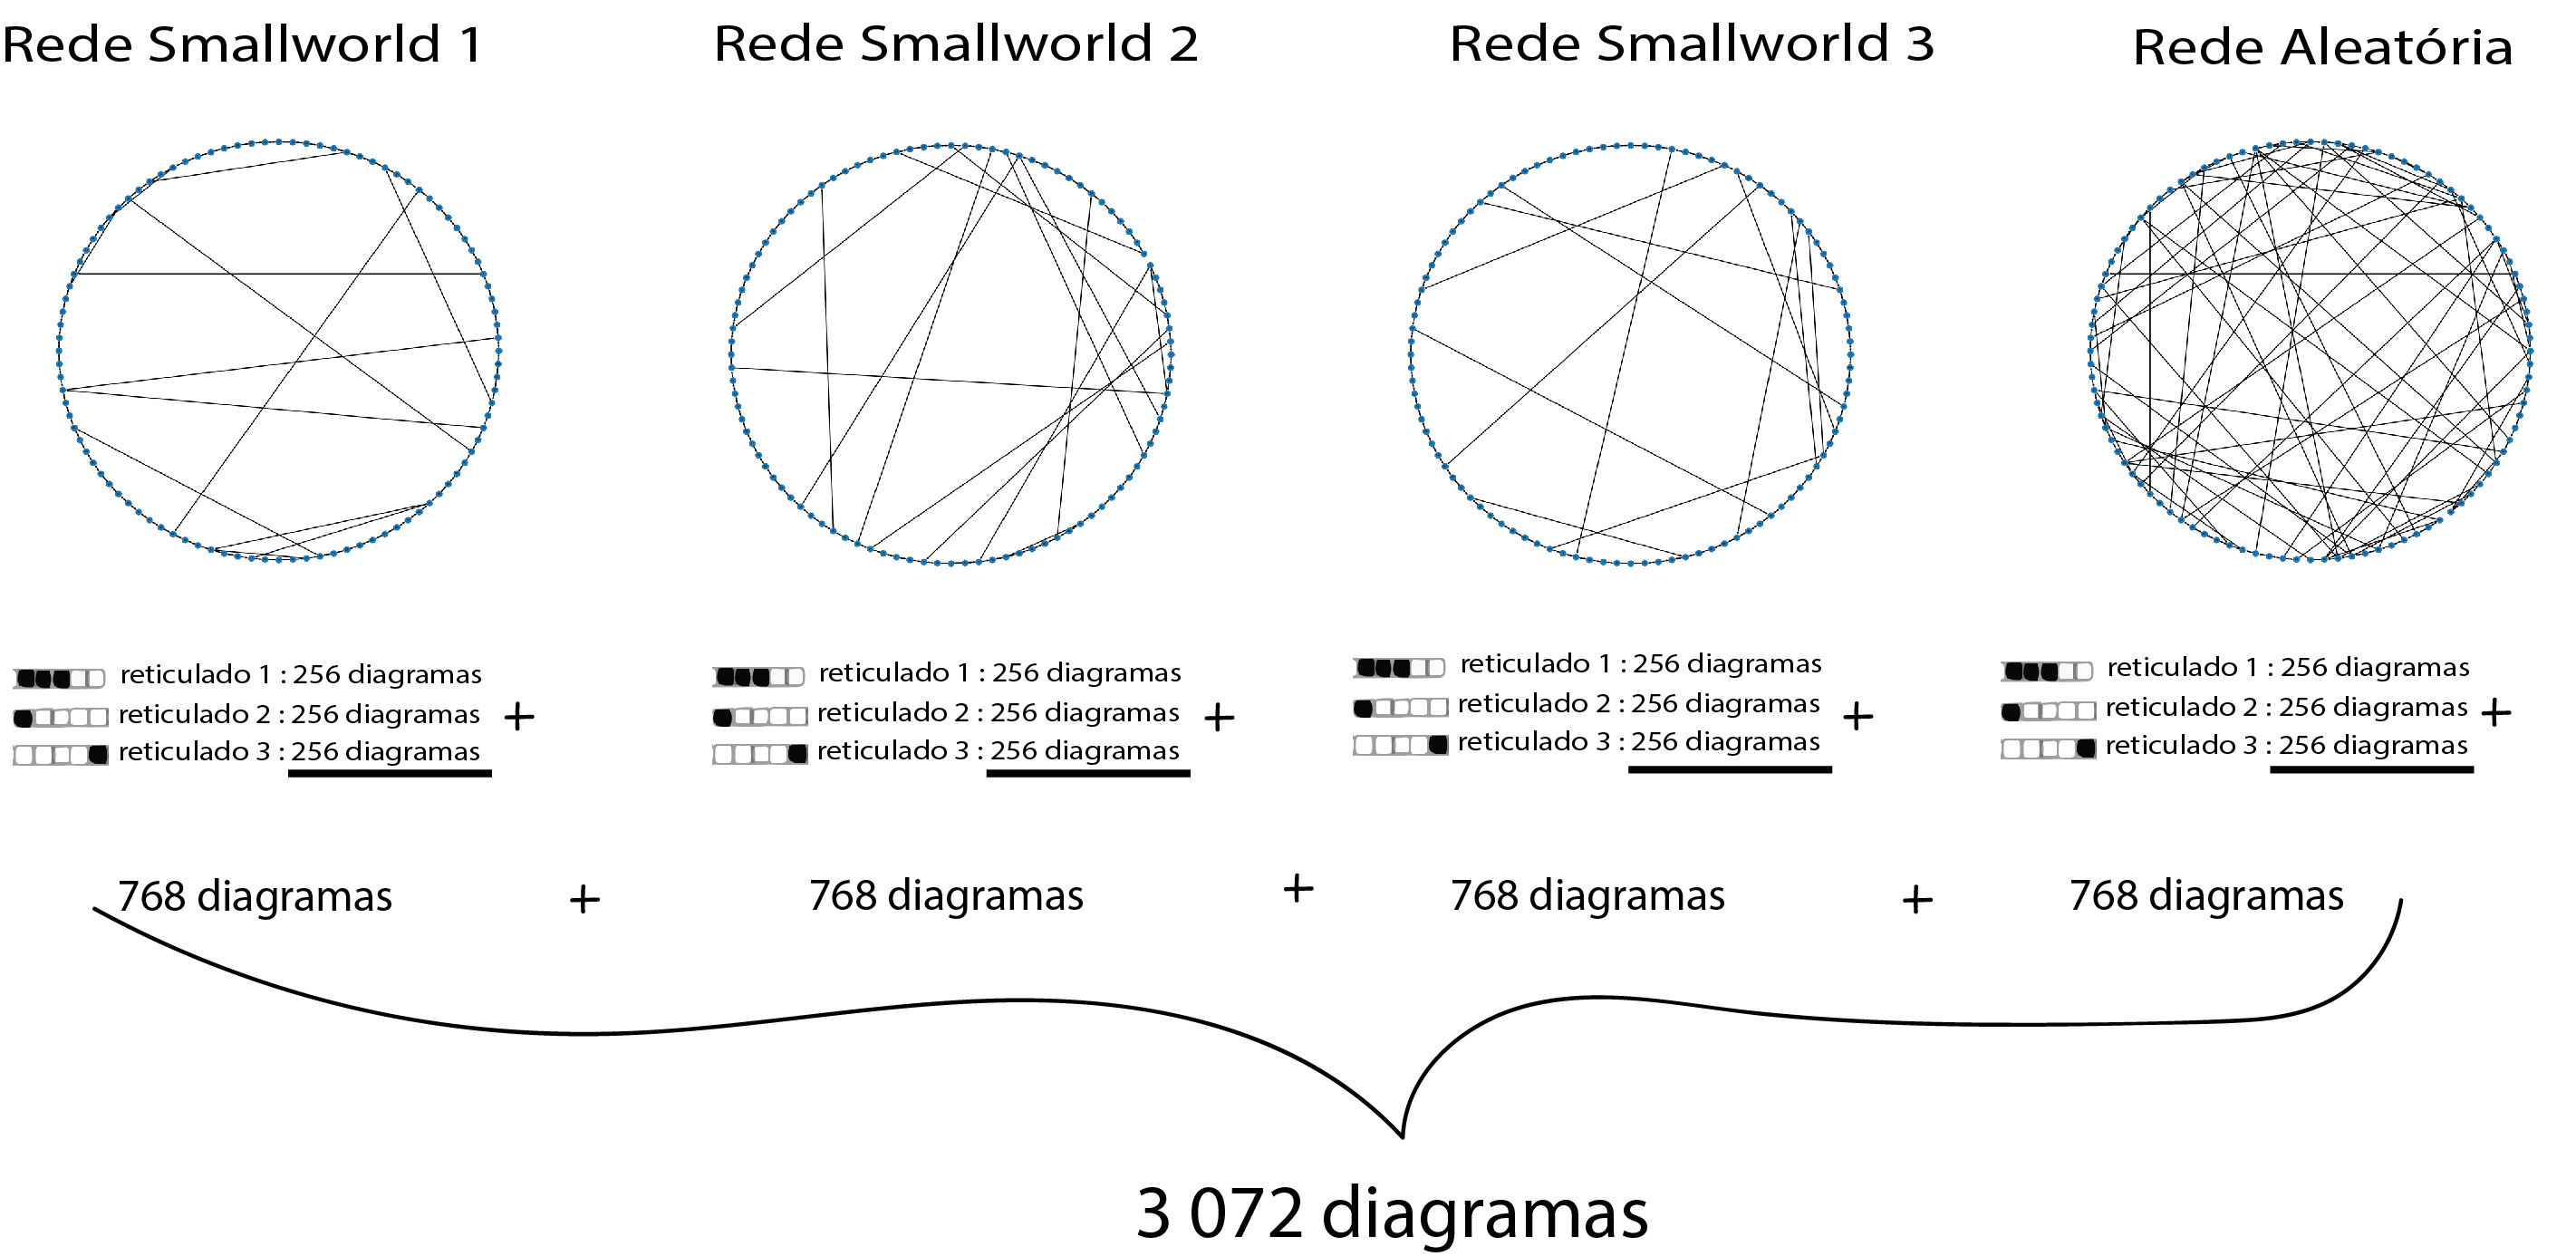 Rede Smallworld 1
Rede Smallworld 2
Rede Smallworld 3
Rede Aleatória
reticulado 1 : 256 diagramas
reticulado 2 : 256 diagramas +
reticulado 3 : 256 diagramas
reticulado 1 : 256 diagramas
reticulado 2 : 256 diagramas +
reticulado 3 : 256 diagramas
reticulado 1 : 256 diagramas
reticulado 2 : 256 diagramas +
reticulado 3 : 256 diagramas
reticulado 1 : 256 diagramas
reticulado 2 : 256 diagramas +
reticulado 3 : 256 diagramas
768 diagramas + 768 diagramas + 768 diagramas + 768 diagramas
3 072 diagramas